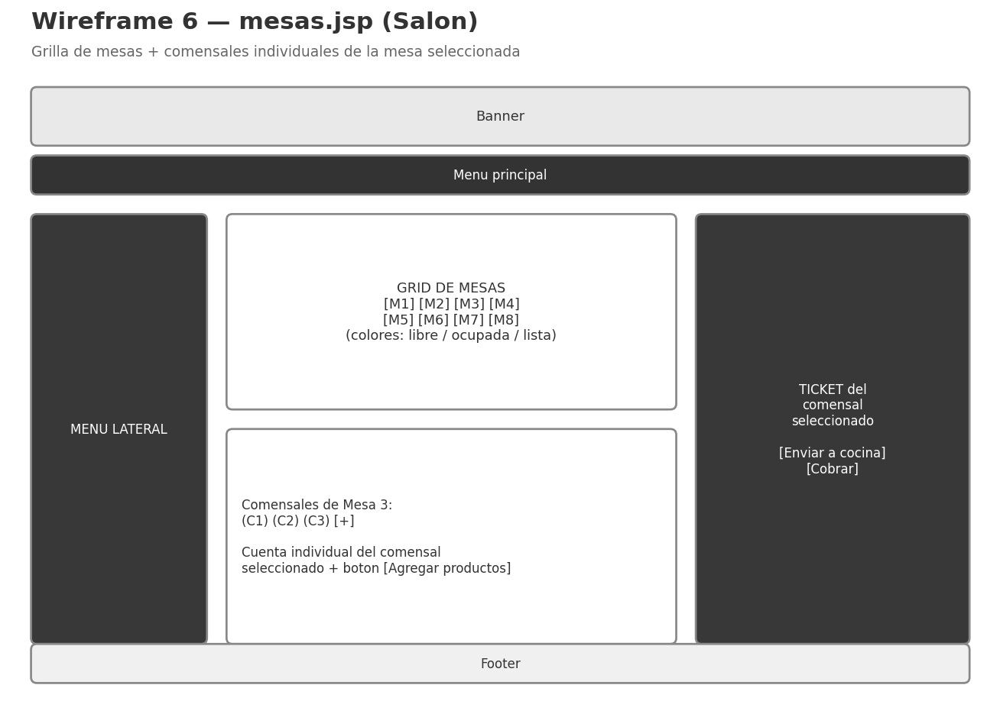 Wireframe 6 — mesas.jsp (Salon)
Grilla de mesas + comensales individuales de la mesa seleccionada
Banner
Menu principal
MENU LATERAL
GRID DE MESAS
[M1] [M2] [M3] [M4]
[M5] [M6] [M7] [M8]
(colores: libre / ocupada / lista)
Comensales de Mesa 3:
(C1) (C2) (C3) [+]
Cuenta individual del comensal
seleccionado + boton [Agregar productos]
TICKET del
comensal
seleccionado
[Enviar a cocina]
[Cobrar]
Footer